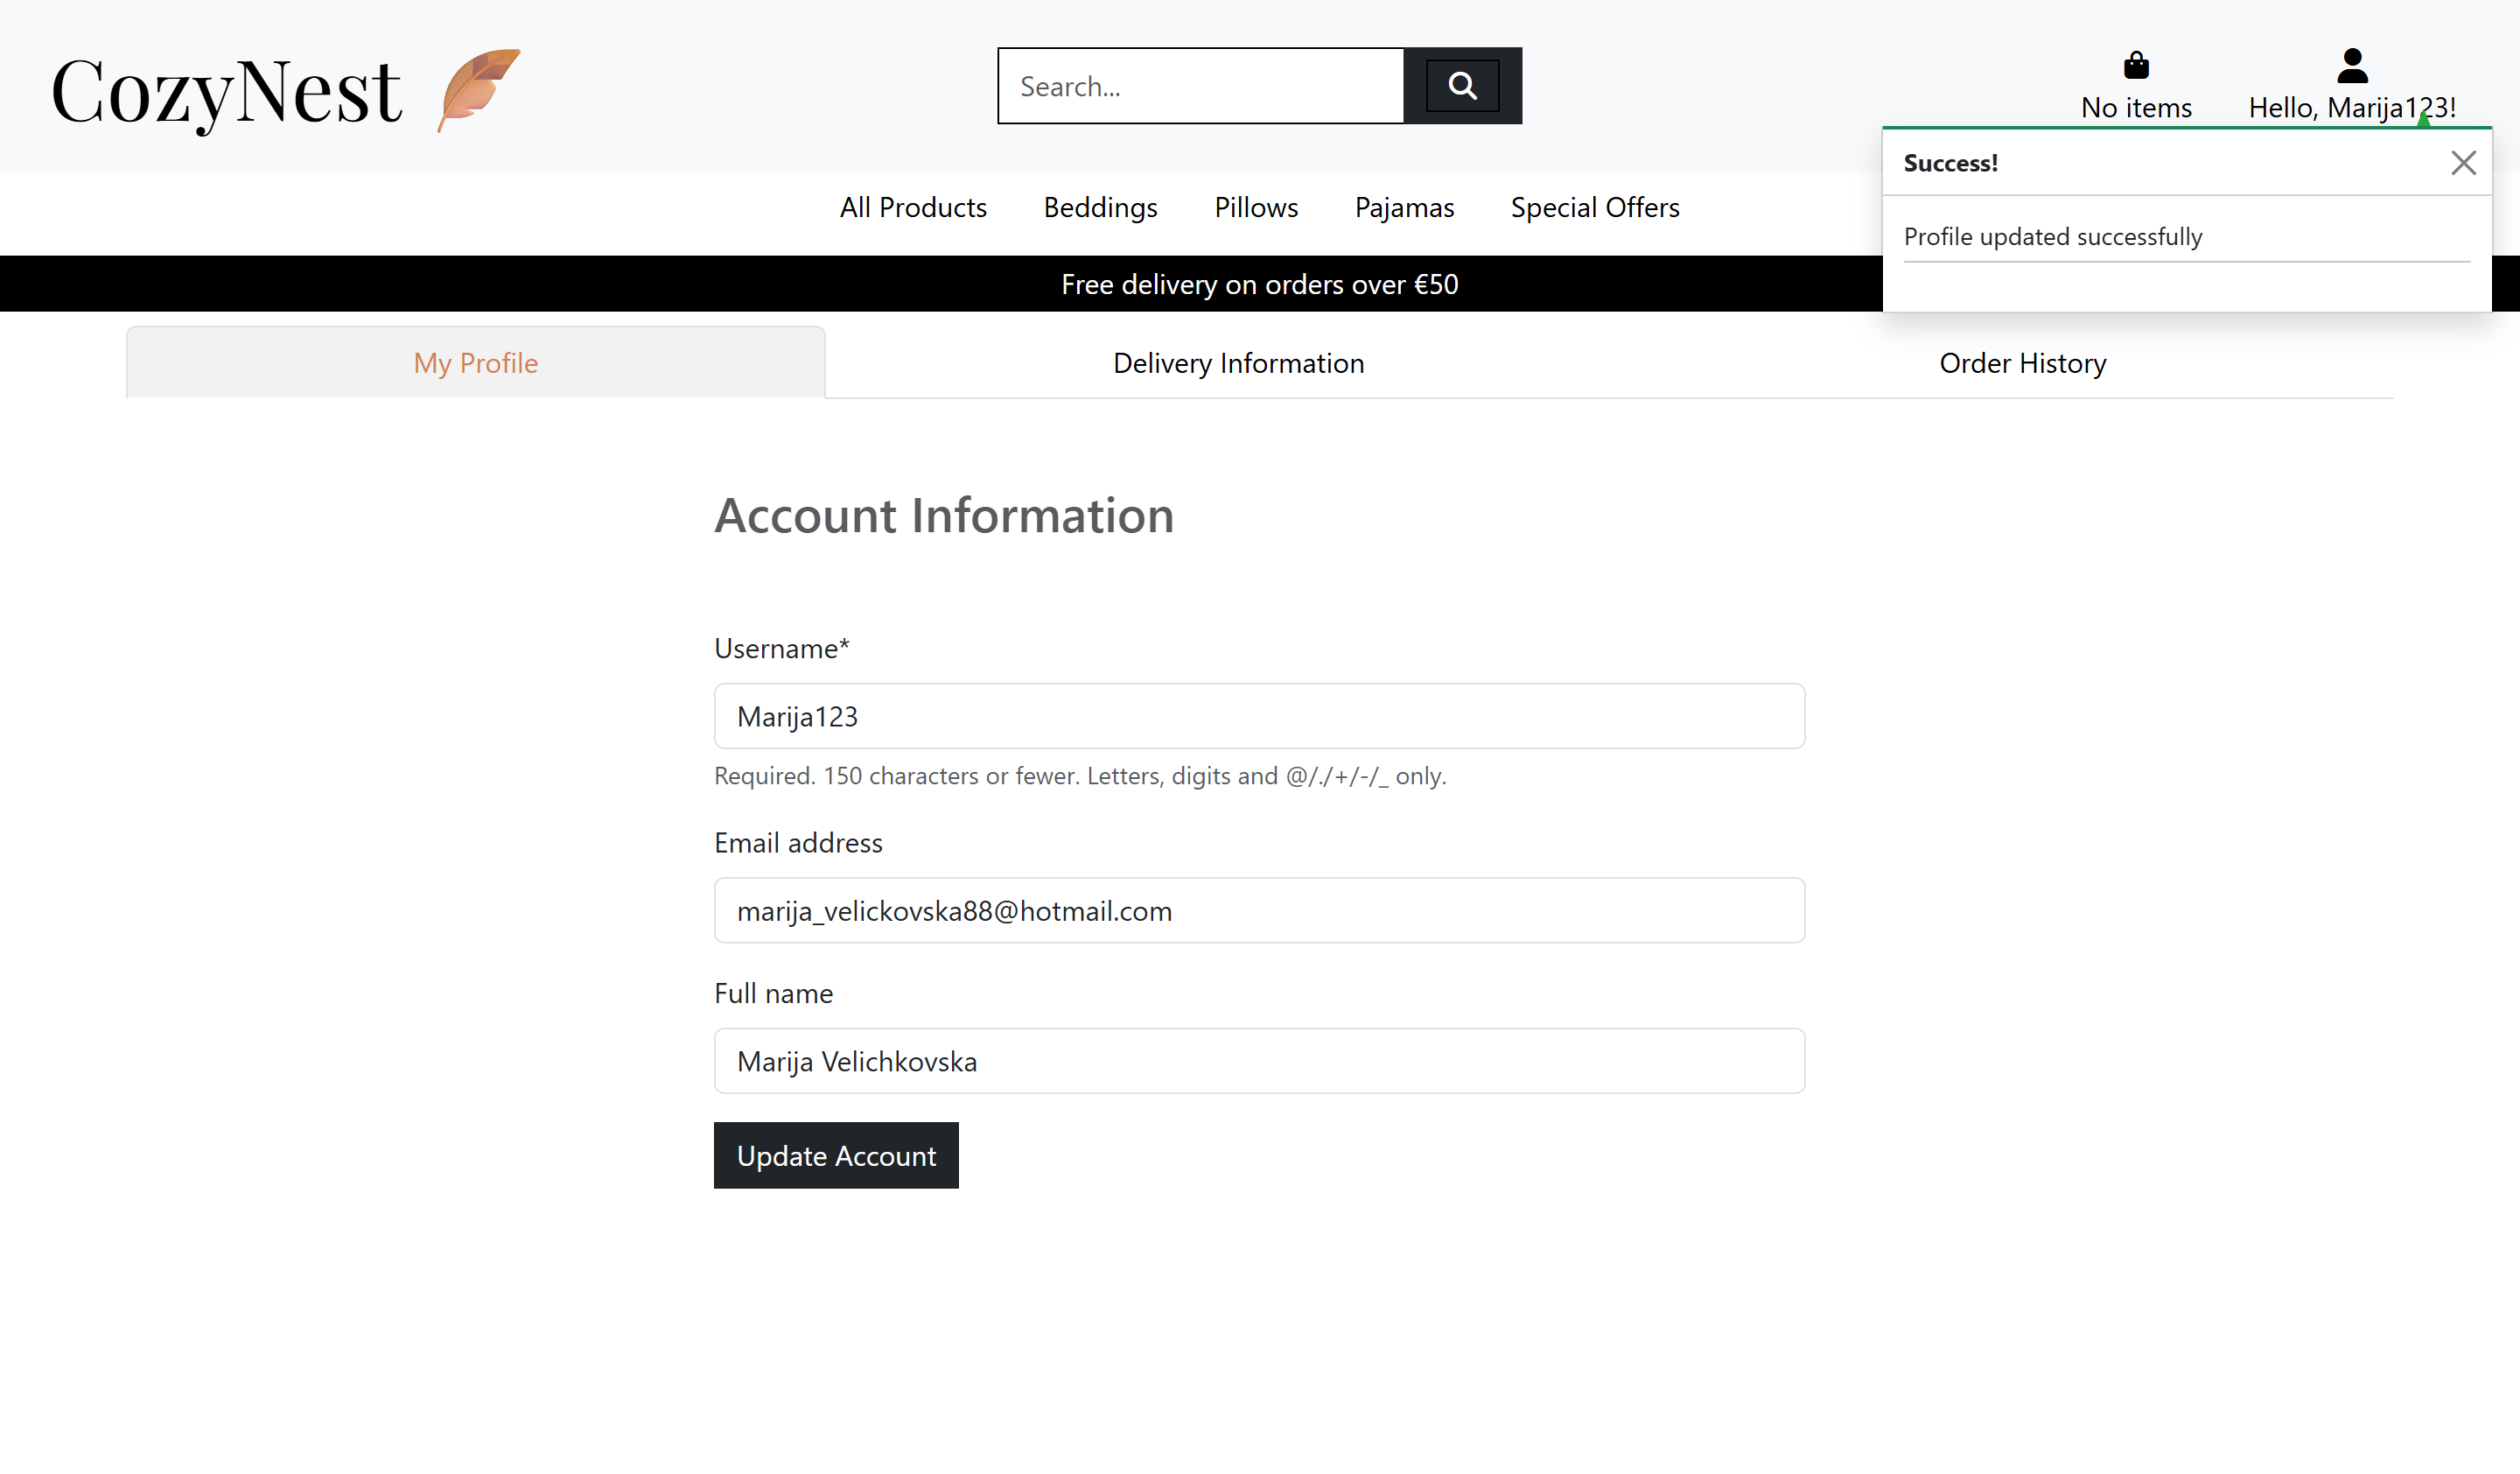 CozyNest
Search...
No items
Hello, Marija123!
Success!
Profile updated successfully
All Products Beddings Pillows Pajamas Special Offers
Free delivery on orders over €50
My Profile Delivery Information Order History
Account Information
Username*
Marija123
Required. 150 characters or fewer. Letters, digits and @/./+/-/_ only.
Email address
marija_velickovska88@hotmail.com
Full name
Marija Velichkovska
Update Account